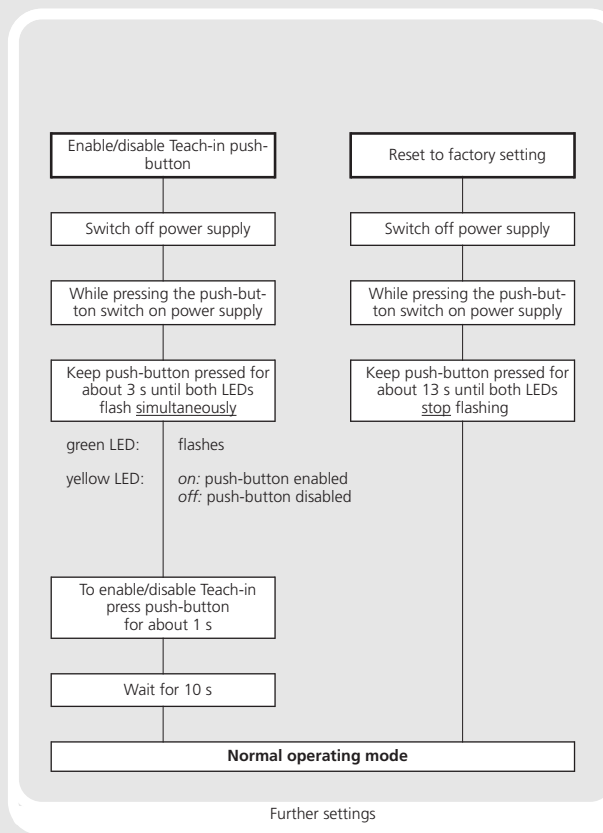 Enable/disable Teach-in push-
button
Switch off power supply
While pressing the push-but-
ton switch on power supply
Keep push-button pressed for
about 3 s until both LEDs
flash simultaneously
green LED: flashes
yellow LED: on: push-button enabled
off: push-button disabled
To enable/disable Teach-in
press push-button
for about 1 s
Wait for 10 s
Reset to factory setting
Switch off power supply
While pressing the push-but-
ton switch on power supply
Keep push-button pressed for
about 13 s until both LEDs
stop flashing
Normal operating mode
Further settings